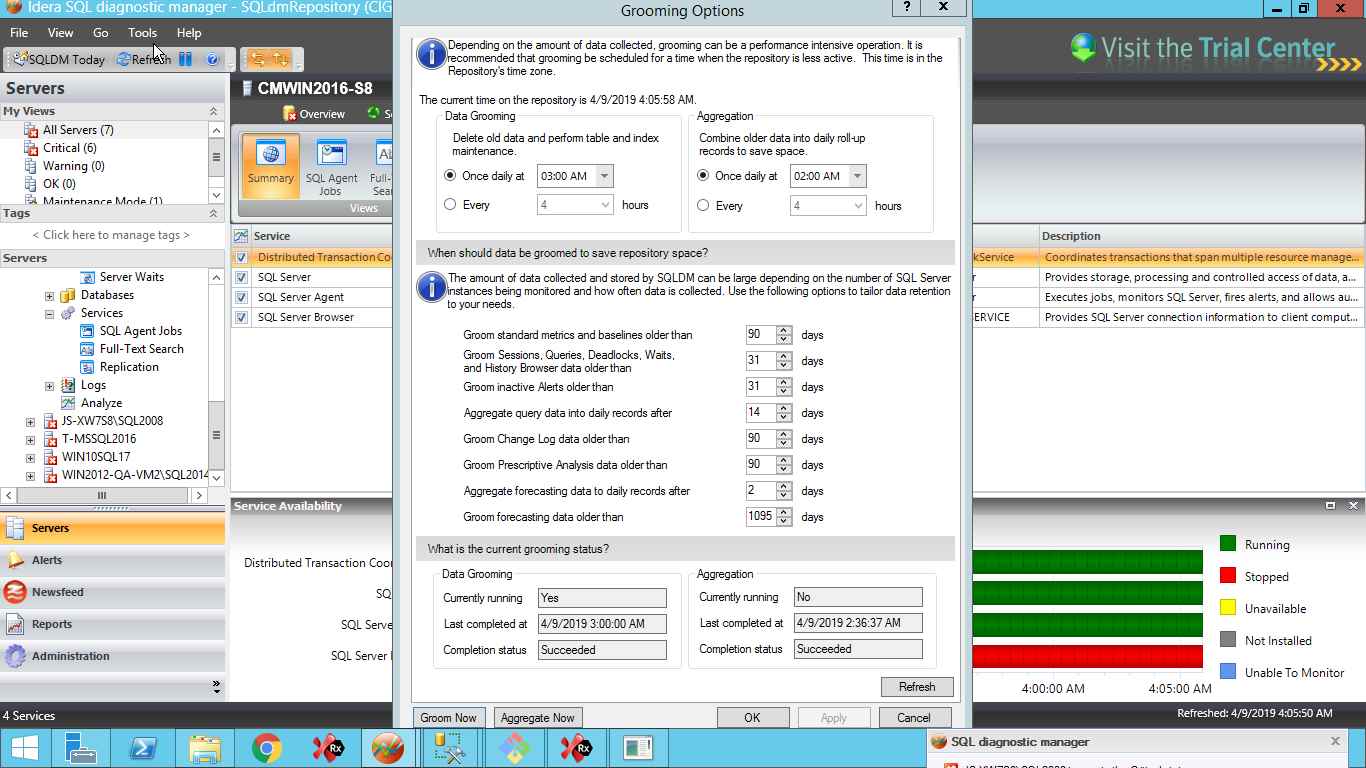 Idera SQL diagnostic manager - SQLdmRepository (CIG
Grooming Options
?
File View Go Tools Help
SQLDM Today Refresh
Visit the Trial Center
Servers
My Views
All Servers (7)
Critical (6)
Warning (0)
OK (0)
Maintenance Mode (1)
Tags
< Click here to manage tags >
Servers
Server Waits
Databases
Services
SQL Agent Jobs
Full-Text Search
Replication
Logs
Analyze
JS-XW7S8\SQL2008
T-MSSQL2016
WIN10SQL17
WIN2012-QA-VM2\SQL2014
Servers
Alerts
Newsfeed
Reports
Administration
4 Services
CMWIN2016-S8
Overview
Summary
SQL Agent
Jobs
Full-
Sear
Views
Service
Distributed Transaction Coo
SQL Server
SQL Server Agent
SQL Server Browser
Service Availability
Distributed Transaction Coor
SQ
SQL Serve
SQL Server
Depending on the amount of data collected, grooming can be a performance intensive operation. It is
recommended that grooming be scheduled for a time when the repository is less active. This time is in the
Repository's time zone.
The current time on the repository is 4/9/2019 4:05:58 AM.
Data Grooming
Delete old data and perform table and index
maintenance.
Once daily at 03:00 AM
Every 4 hours
Aggregation
Combine older data into daily roll-up
records to save space.
Once daily at 02:00 AM
Every 4 hours
When should data be groomed to save repository space?
The amount of data collected and stored by SQLDM can be large depending on the number of SQL Server
instances being monitored and how often data is collected. Use the following options to tailor data retention
to your needs.
Groom standard metrics and baselines older than 90 days
Groom Sessions, Queries, Deadlocks, Waits,
and History Browser data older than 31 days
Groom inactive Alerts older than 31 days
Aggregate query data into daily records after 14 days
Groom Change Log data older than 90 days
Groom Prescriptive Analysis data older than 90 days
Aggregate forecasting data to daily records after 2 days
Groom forecasting data older than 1095 days
What is the current grooming status?
Data Grooming
Currently running Yes
Last completed at 4/9/2019 3:00:00 AM
Completion status Succeeded
Aggregation
Currently running No
Last completed at 4/9/2019 2:36:37 AM
Completion status Succeeded
Refresh
Groom Now Aggregate Now OK Apply Cancel
Description
kService Coordinates transactions that span multiple resource manage...
Provides storage, processing and controlled access of data, a...
Executes jobs, monitors SQL Server, fires alerts, and allows au...
ERVICE Provides SQL Server connection information to client comput...
Running
Stopped
Unavailable
Not Installed
Unable To Monitor
4:00:00 AM 4:05:00 AM
Refreshed: 4/9/2019 4:05:50 AM
Rx
Rx
SQL diagnostic manager